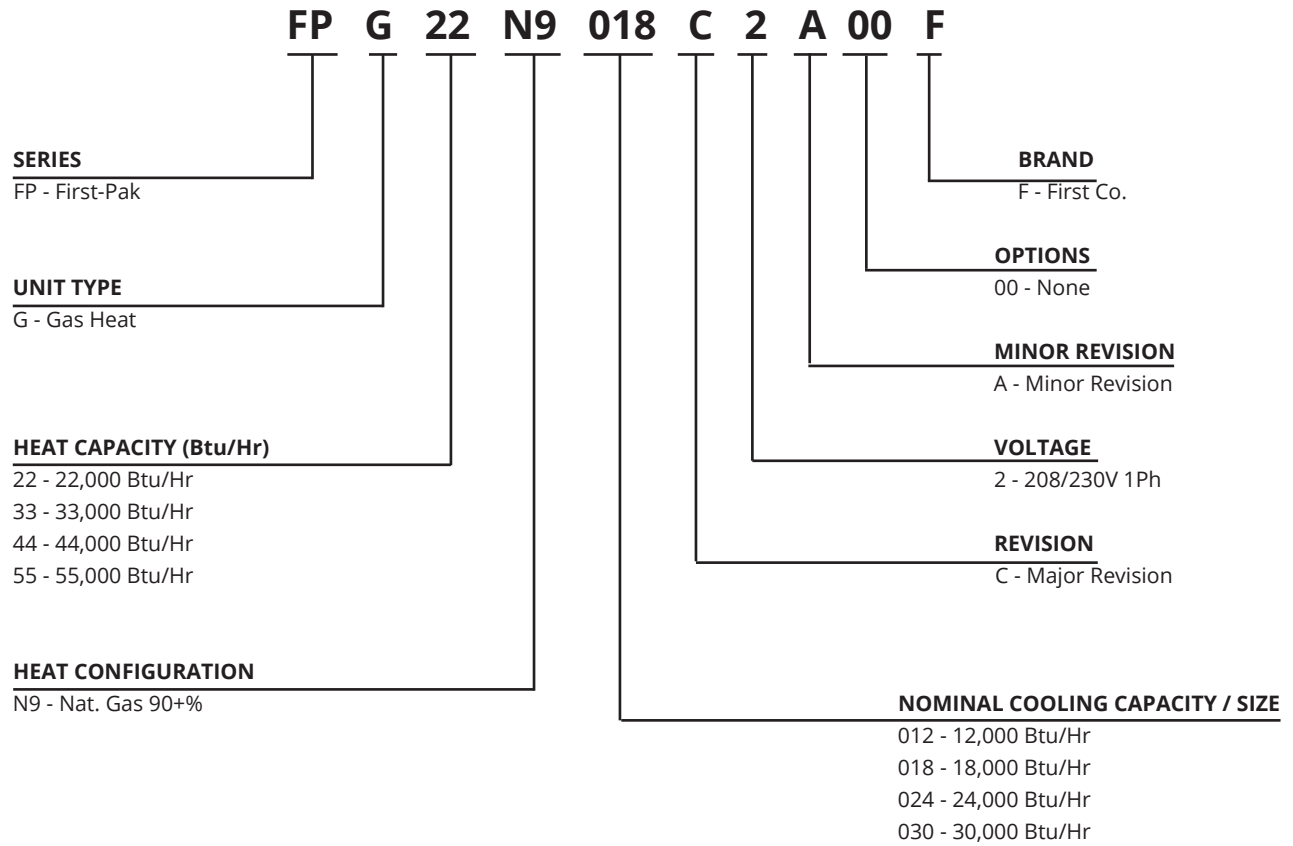 FP G 22 N9 018 C 2 A 00 F
SERIES
FP - First-Pak
UNIT TYPE
G - Gas Heat
HEAT CAPACITY (Btu/Hr)
22 - 22,000 Btu/Hr
33 - 33,000 Btu/Hr
44 - 44,000 Btu/Hr
55 - 55,000 Btu/Hr
HEAT CONFIGURATION
N9 - Nat. Gas 90+%
BRAND
F - First Co.
OPTIONS
00 - None
MINOR REVISION
A - Minor Revision
VOLTAGE
2 - 208/230V 1Ph
REVISION
C - Major Revision
NOMINAL COOLING CAPACITY / SIZE
012 - 12,000 Btu/Hr
018 - 18,000 Btu/Hr
024 - 24,000 Btu/Hr
030 - 30,000 Btu/Hr